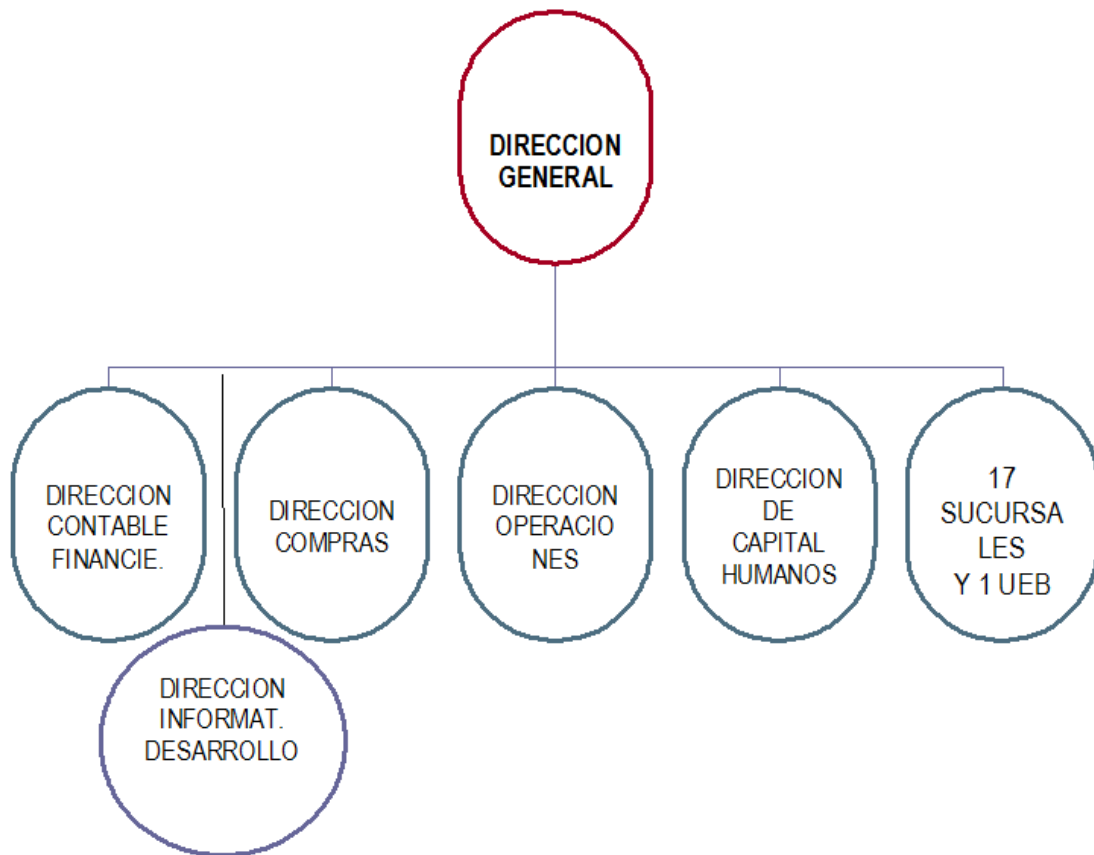 DIRECCION
GENERAL
DIRECCION
CONTABLE
FINANCIE.
DIRECCION
COMPRAS
DIRECCION
OPERACIO
NES
DIRECCION
DE
CAPITAL
HUMANOS
17
SUCURSA
LES
Y 1 UEB
DIRECCION
INFORMAT.
DESARROLLO